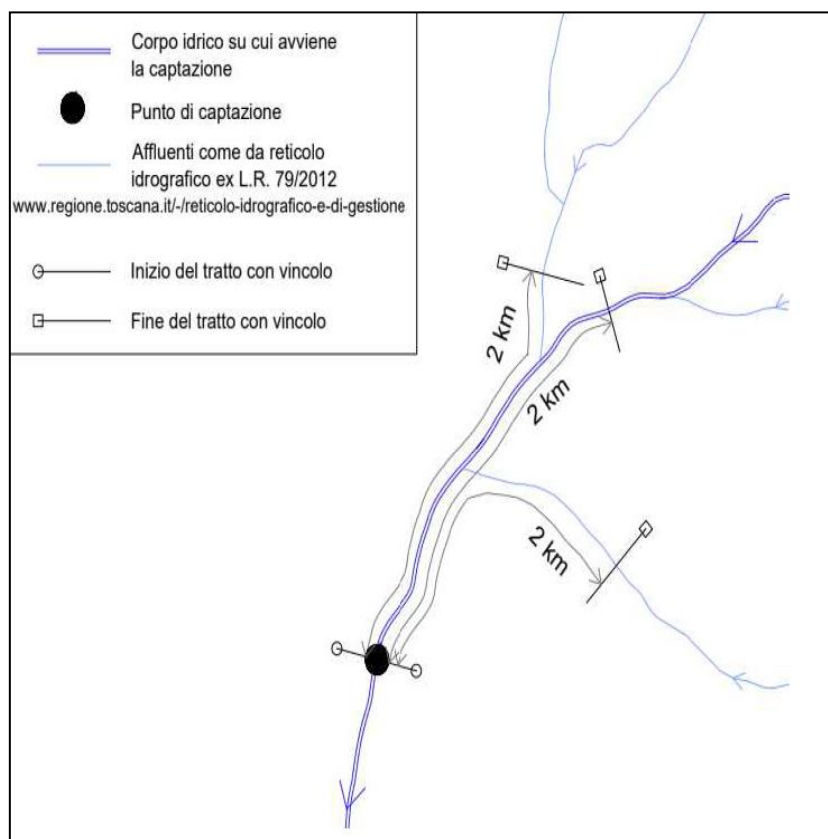 Corpo idrico su cui avviene
la captazione
Punto di captazione
Affluenti come da reticolo
idrografico ex L.R. 79/2012
www.regione.toscana.it/-/reticolo-idrografico-e-di-gestione
Inizio del tratto con vincolo
Fine del tratto con vincolo
2 km
2 km
2 km